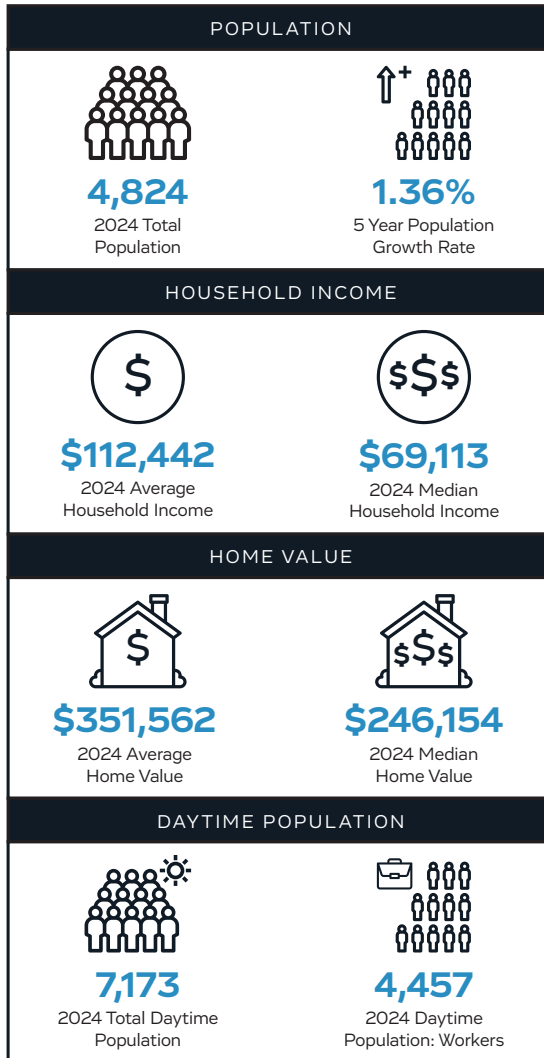 POPULATION
4,824
2024 Total
Population
1.36%
5 Year Population
Growth Rate
HOUSEHOLD INCOME
$
$112,442
2024 Average
Household Income
$$$
$69,113
2024 Median
Household Income
HOME VALUE
$
$351,562
2024 Average
Home Value
$$$
$246,154
2024 Median
Home Value
DAYTIME POPULATION
7,173
2024 Total Daytime
Population
4,457
2024 Daytime
Population: Workers